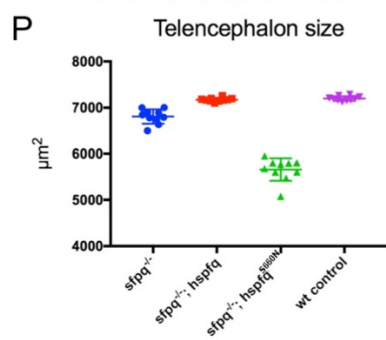 P
Telencephalon size
8000
7000
6000
5000
4000
μm²
sfpq-/-
sfpq-/-; hspfq
sfpq-/-; hspfqS660N
wt control